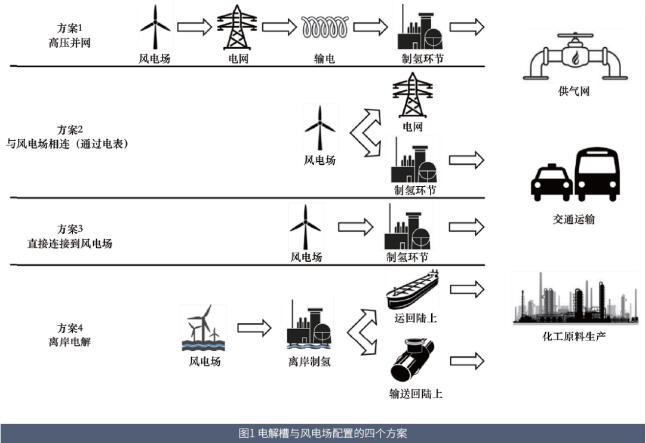 方案1
高压并网
风电场
电网
输电
制氢环节
供气网
方案2
与风电场相连（通过电表）
风电场
电网
制氢环节
交通运输
方案3
直接连接到风电场
风电场
制氢环节
方案4
离岸电解
风电场
离岸制氢
运回陆上
输送回陆上
化工原料生产
图1 电解槽与风电场配置的四个方案